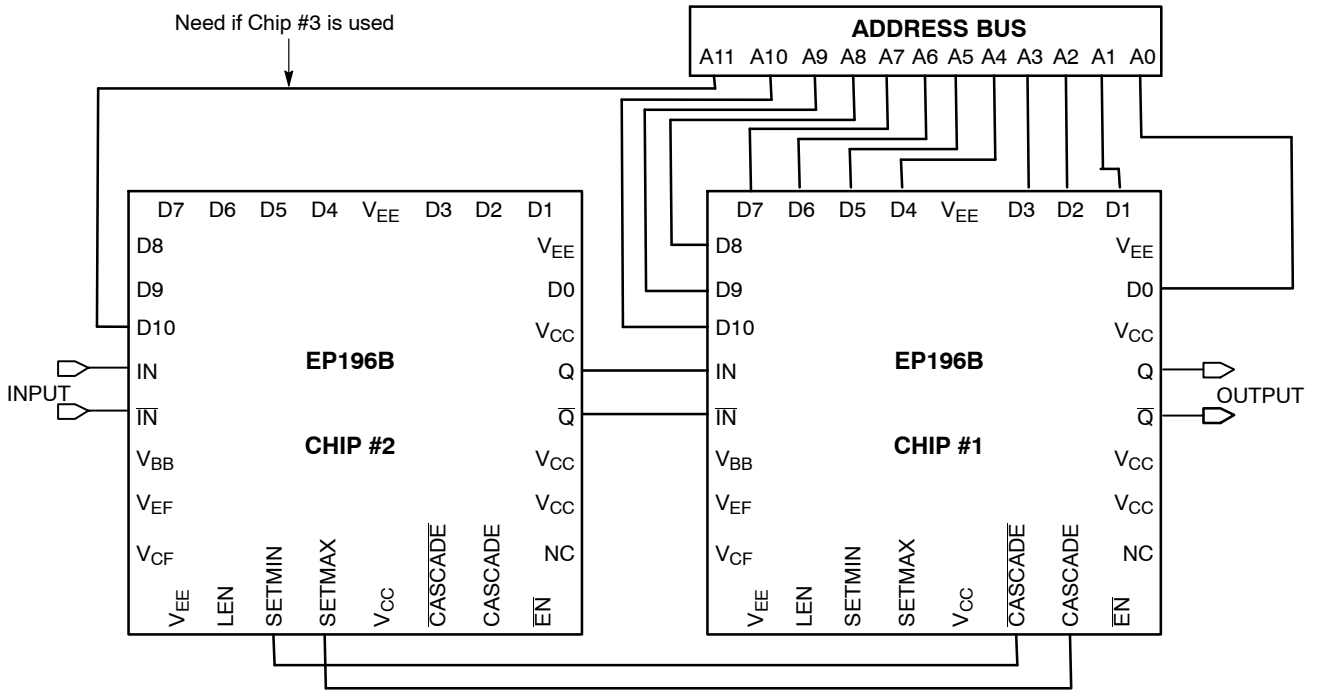 Need if Chip #3 is used
ADDRESS BUS
A11 A10 A9 A8 A7 A6 A5 A4 A3 A2 A1 A0
D7 D6 D5 D4 VEE D3 D2 D1
D8 VEE
D9 D0
D10 VCC
EP196B
IN Q
IN Q
CHIP #2
VBB VCC
VEF VCC
VCF NC
VEE LEN SETMIN SETMAX VCC CASCADE CASCADE EN
INPUT
D7 D6 D5 D4 VEE D3 D2 D1
D8 VEE
D9 D0
D10 VCC
EP196B
IN Q
IN Q
CHIP #1
VBB VCC
VEF VCC
VCF NC
VEE LEN SETMIN SETMAX VCC CASCADE CASCADE EN
OUTPUT